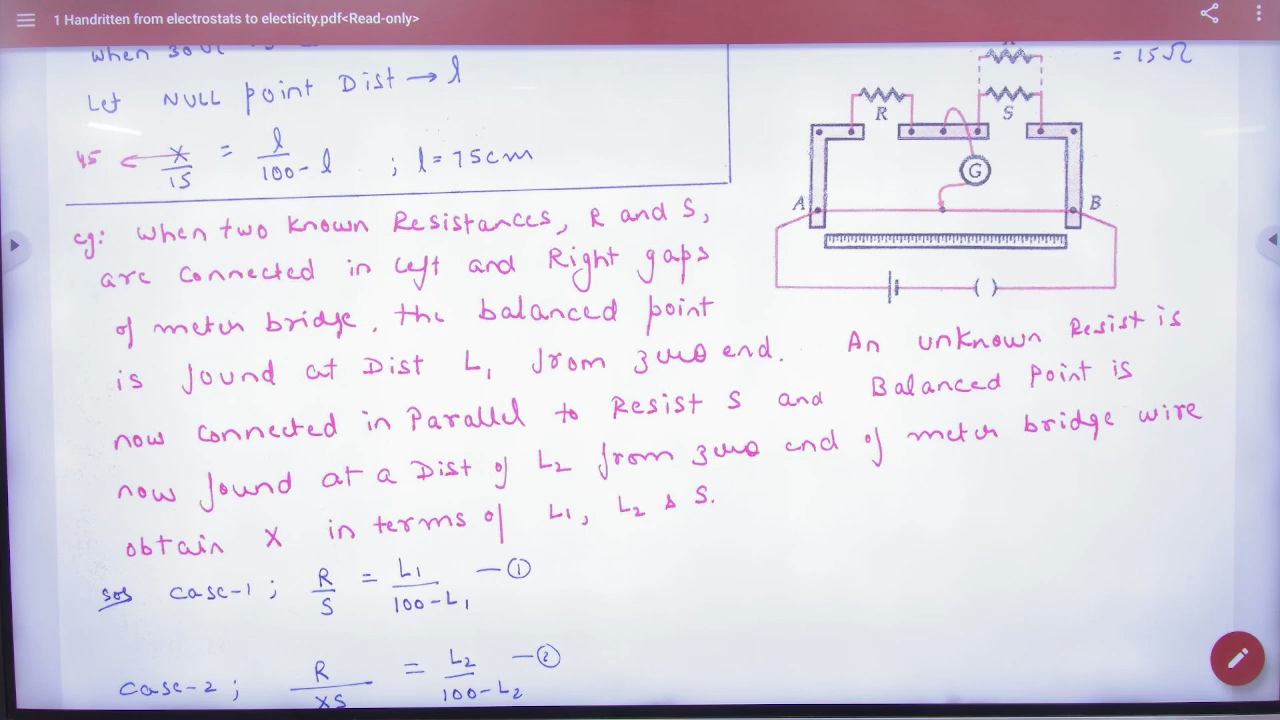 1 Handritten from electrostats to electicity.pdf<Read-only>
when 30
Let NULL point Dist → l
45 ← X/15 = l/100-l ; l = 75cm
= 15Ω
R
S
G
A
B
eg: when two known Resistances, R and S,
are connected in left and Right gaps
of meter bridge, the balanced point
is found at Dist L₁ from zero end. An unknown Resist is
now connected in Parallel to Resist S and Balanced Point is
now found at a Dist of L₂ from zero end of meter bridge wire
obtain X in terms of L₁, L₂ & S.
Sol case-1; R/S = L₁/100-L₁ —①
case-2; R/XS = L₂/100-L₂ —②